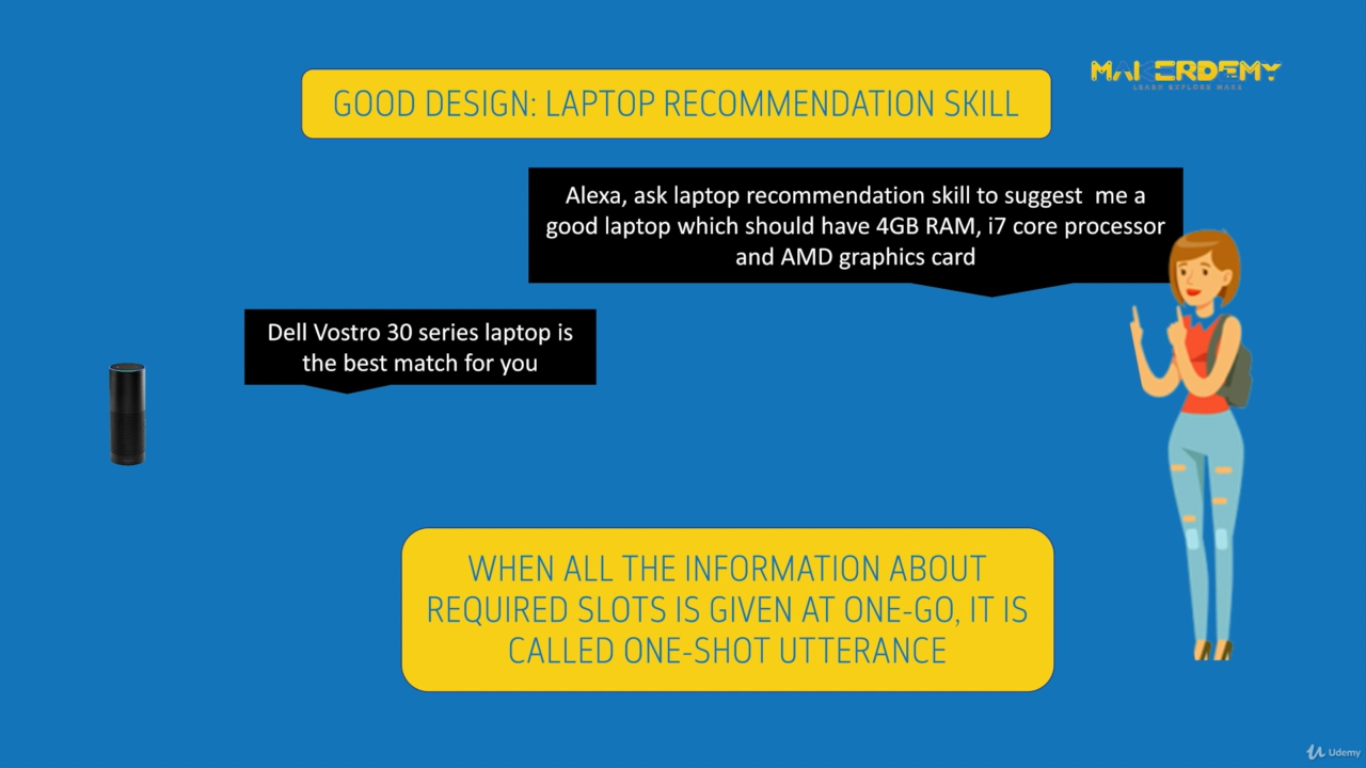 MAKERDEMY
LEARN EXPLORE MAKE
GOOD DESIGN: LAPTOP RECOMMENDATION SKILL
Alexa, ask laptop recommendation skill to suggest me a
good laptop which should have 4GB RAM, i7 core processor
and AMD graphics card
Dell Vostro 30 series laptop is
the best match for you
WHEN ALL THE INFORMATION ABOUT
REQUIRED SLOTS IS GIVEN AT ONE-GO, IT IS
CALLED ONE-SHOT UTTERANCE
Udemy